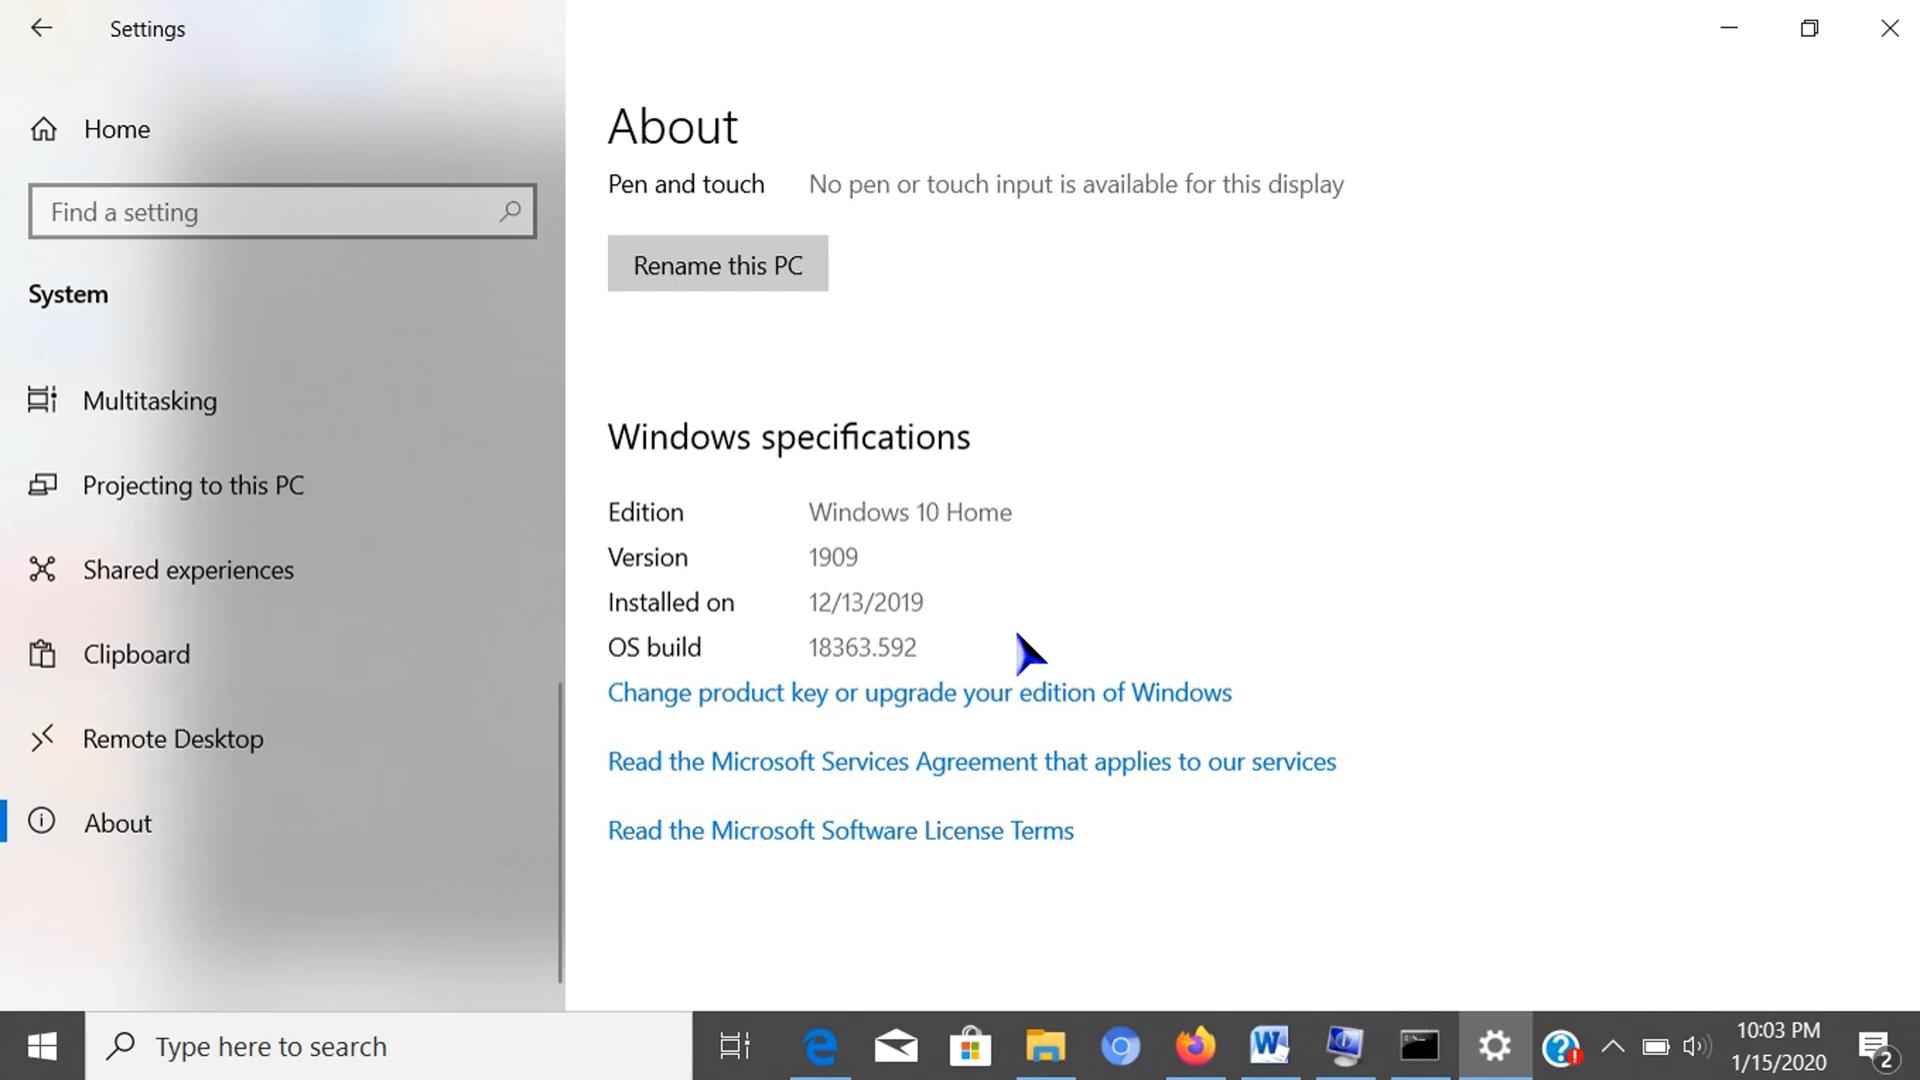 Settings
Home
Find a setting
System
Multitasking
Projecting to this PC
Shared experiences
Clipboard
Remote Desktop
About
About
Pen and touch No pen or touch input is available for this display
Rename this PC
Windows specifications
Edition Windows 10 Home
Version 1909
Installed on 12/13/2019
OS build 18363.592
Change product key or upgrade your edition of Windows
Read the Microsoft Services Agreement that applies to our services
Read the Microsoft Software License Terms
Type here to search
10:03 PM
1/15/2020
2